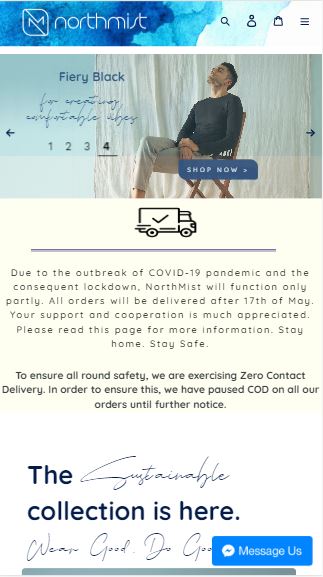 northmist
Fiery Black
for creating
comfortable vibes
1 2 3 4
SHOP NOW >
Due to the outbreak of COVID-19 pandemic and the
consequent lockdown, NorthMist will function only
partly. All orders will be delivered after 17th of May.
Your support and cooperation is much appreciated.
Please read this page for more information. Stay
home. Stay Safe.
To ensure all round safety, we are exercising Zero Contact
Delivery. In order to ensure this, we have paused COD on all our
orders until further notice.
The Sustainable
collection is here.
Wear Good. Do Goo
Message Us